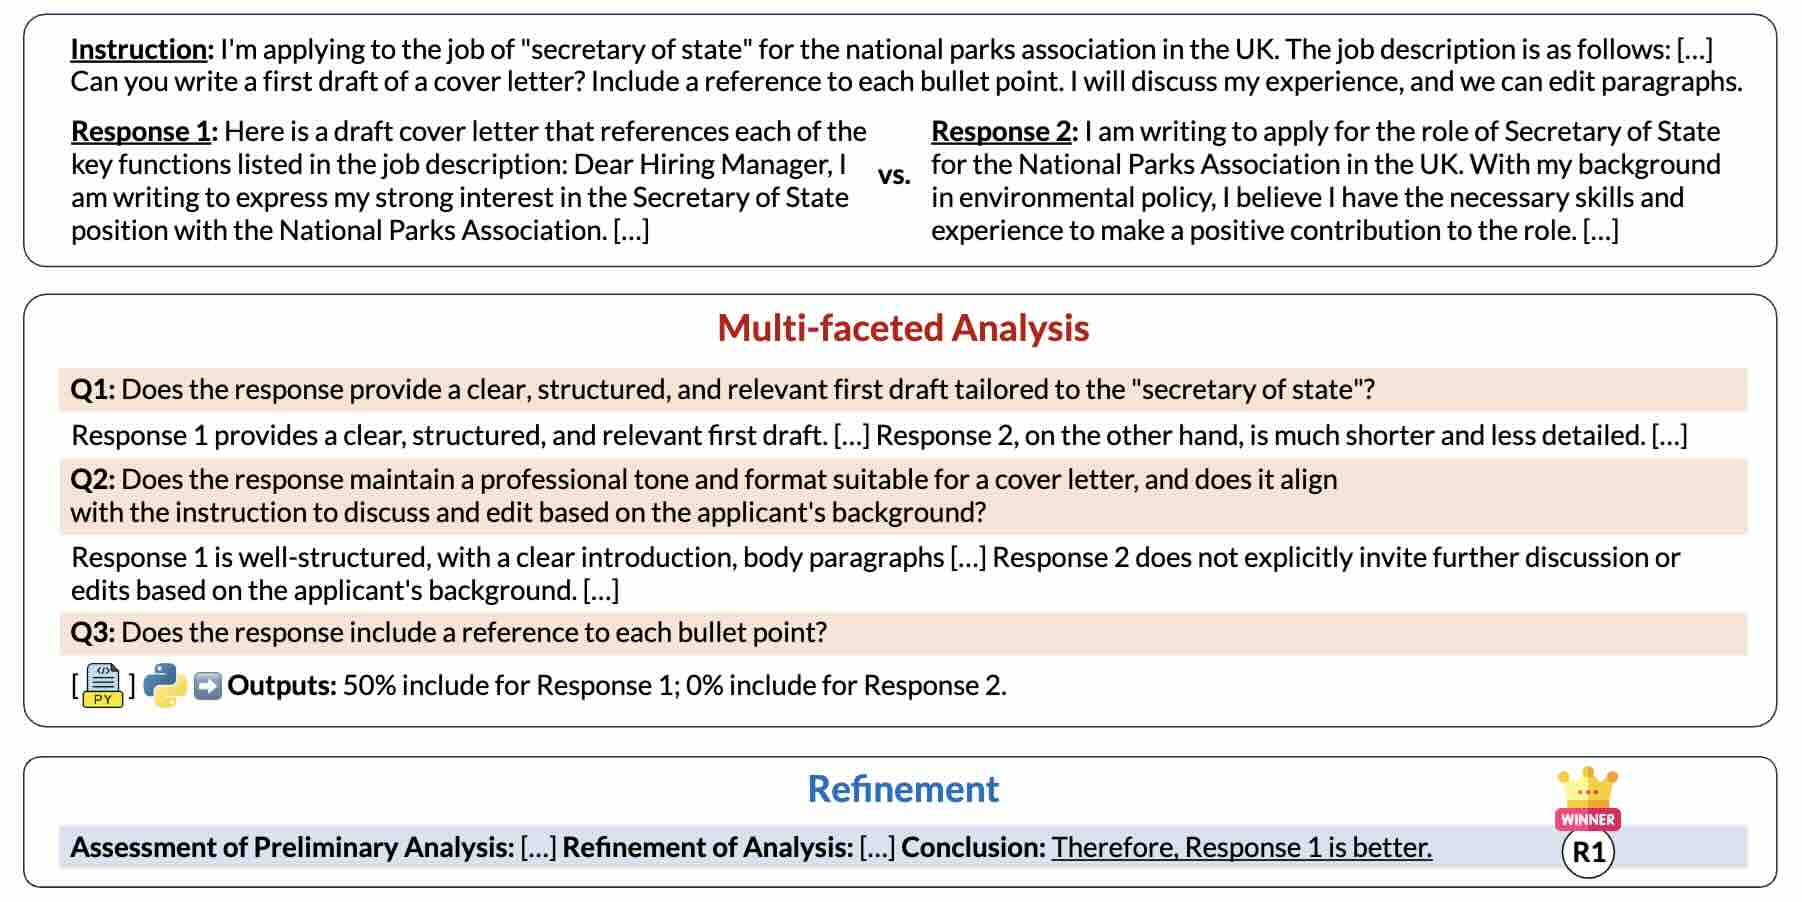 Instruction: I'm applying to the job of "secretary of state" for the national parks association in the UK. The job description is as follows: [...]
Can you write a first draft of a cover letter? Include a reference to each bullet point. I will discuss my experience, and we can edit paragraphs.
Response 1: Here is a draft cover letter that references each of the
key functions listed in the job description: Dear Hiring Manager, I
am writing to express my strong interest in the Secretary of State
position with the National Parks Association. [...]
vs.
Response 2: I am writing to apply for the role of Secretary of State
for the National Parks Association in the UK. With my background
in environmental policy, I believe I have the necessary skills and
experience to make a positive contribution to the role. [...]
Multi-faceted Analysis
Q1: Does the response provide a clear, structured, and relevant first draft tailored to the "secretary of state"?
Response 1 provides a clear, structured, and relevant first draft. [...] Response 2, on the other hand, is much shorter and less detailed. [...]
Q2: Does the response maintain a professional tone and format suitable for a cover letter, and does it align
with the instruction to discuss and edit based on the applicant's background?
Response 1 is well-structured, with a clear introduction, body paragraphs [...] Response 2 does not explicitly invite further discussion or
edits based on the applicant's background. [...]
Q3: Does the response include a reference to each bullet point?
[ </> PY ] Outputs: 50% include for Response 1; 0% include for Response 2.
Refinement
WINNER
Assessment of Preliminary Analysis: [...] Refinement of Analysis: [...] Conclusion: Therefore, Response 1 is better.
R1